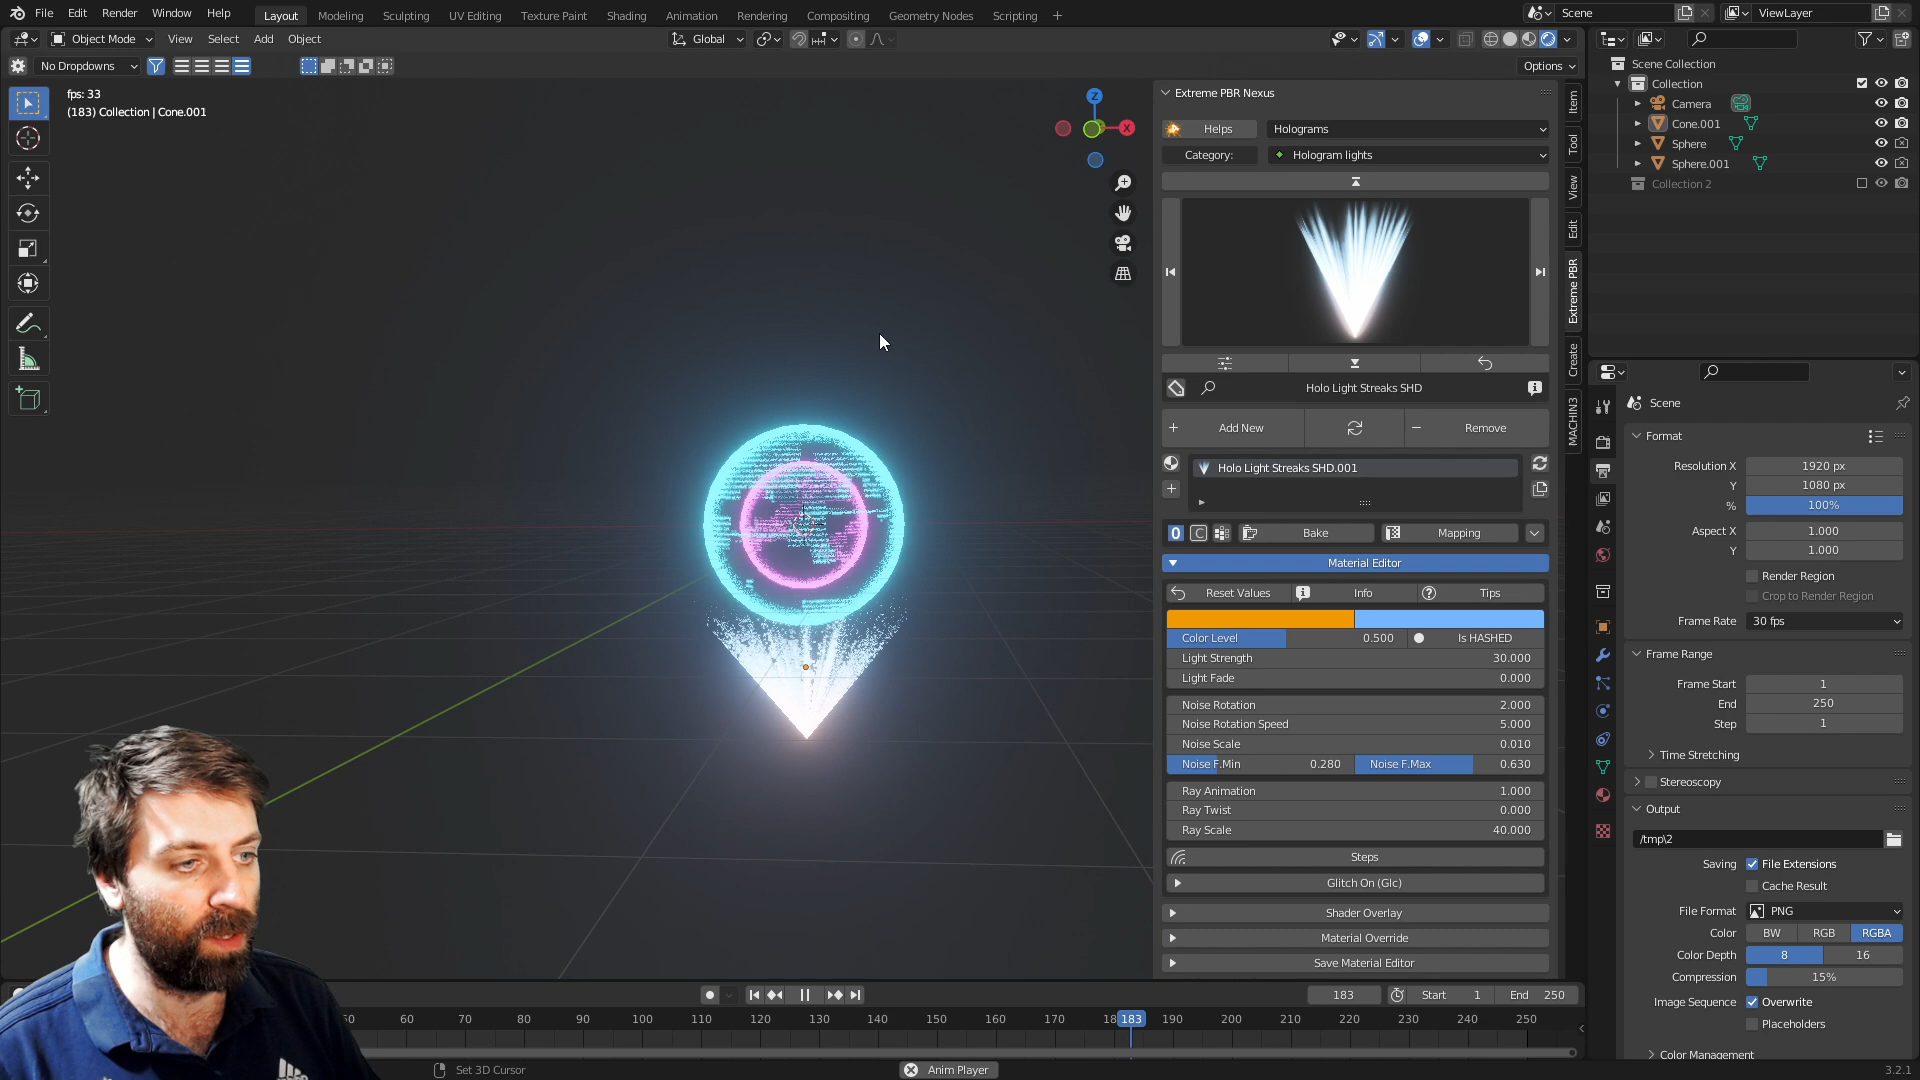 File Edit Render Window Help Layout Modeling Sculpting UV Editing Texture Paint Shading Animation Rendering Compositing Geometry Nodes Scripting + Scene ViewLayer
Object Mode View Select Add Object Global
No Dropdowns Options
fps: 33
(183) Collection | Cone.001
Z
X
Item
Tool
View
Edit
Extreme PBR
Create
MACHIN3
Extreme PBR Nexus
Helps Holograms
Category: Hologram lights
Holo Light Streaks SHD
Add New Remove
Holo Light Streaks SHD.001
0 C Bake Mapping
Material Editor
Reset Values Info Tips
Color Level 0.500 Is HASHED
Light Strength 30.000
Light Fade 0.000
Noise Rotation 2.000
Noise Rotation Speed 5.000
Noise Scale 0.010
Noise F.Min 0.280 Noise F.Max 0.630
Ray Animation 1.000
Ray Twist 0.000
Ray Scale 40.000
Steps
Glitch On (Glc)
Shader Overlay
Material Override
Save Material Editor
Scene Collection
Collection
Camera
Cone.001
Sphere
Sphere.001
Collection 2
Scene
Format
Resolution X 1920 px
Y 1080 px
% 100%
Aspect X 1.000
Y 1.000
Render Region
Crop to Render Region
Frame Rate 30 fps
Frame Range
Frame Start 1
End 250
Step 1
Time Stretching
Stereoscopy
Output
/tmp\2
Saving File Extensions
Cache Result
File Format PNG
Color BW RGB RGBA
Color Depth 8 16
Compression 15%
Image Sequence Overwrite
Placeholders
Color Management
183 Start 1 End 250
60 70 80 90 100 110 120 130 140 150 160 170 183 190 200 210 220 230 240 250
Set 3D Cursor Anim Player 3.2.1